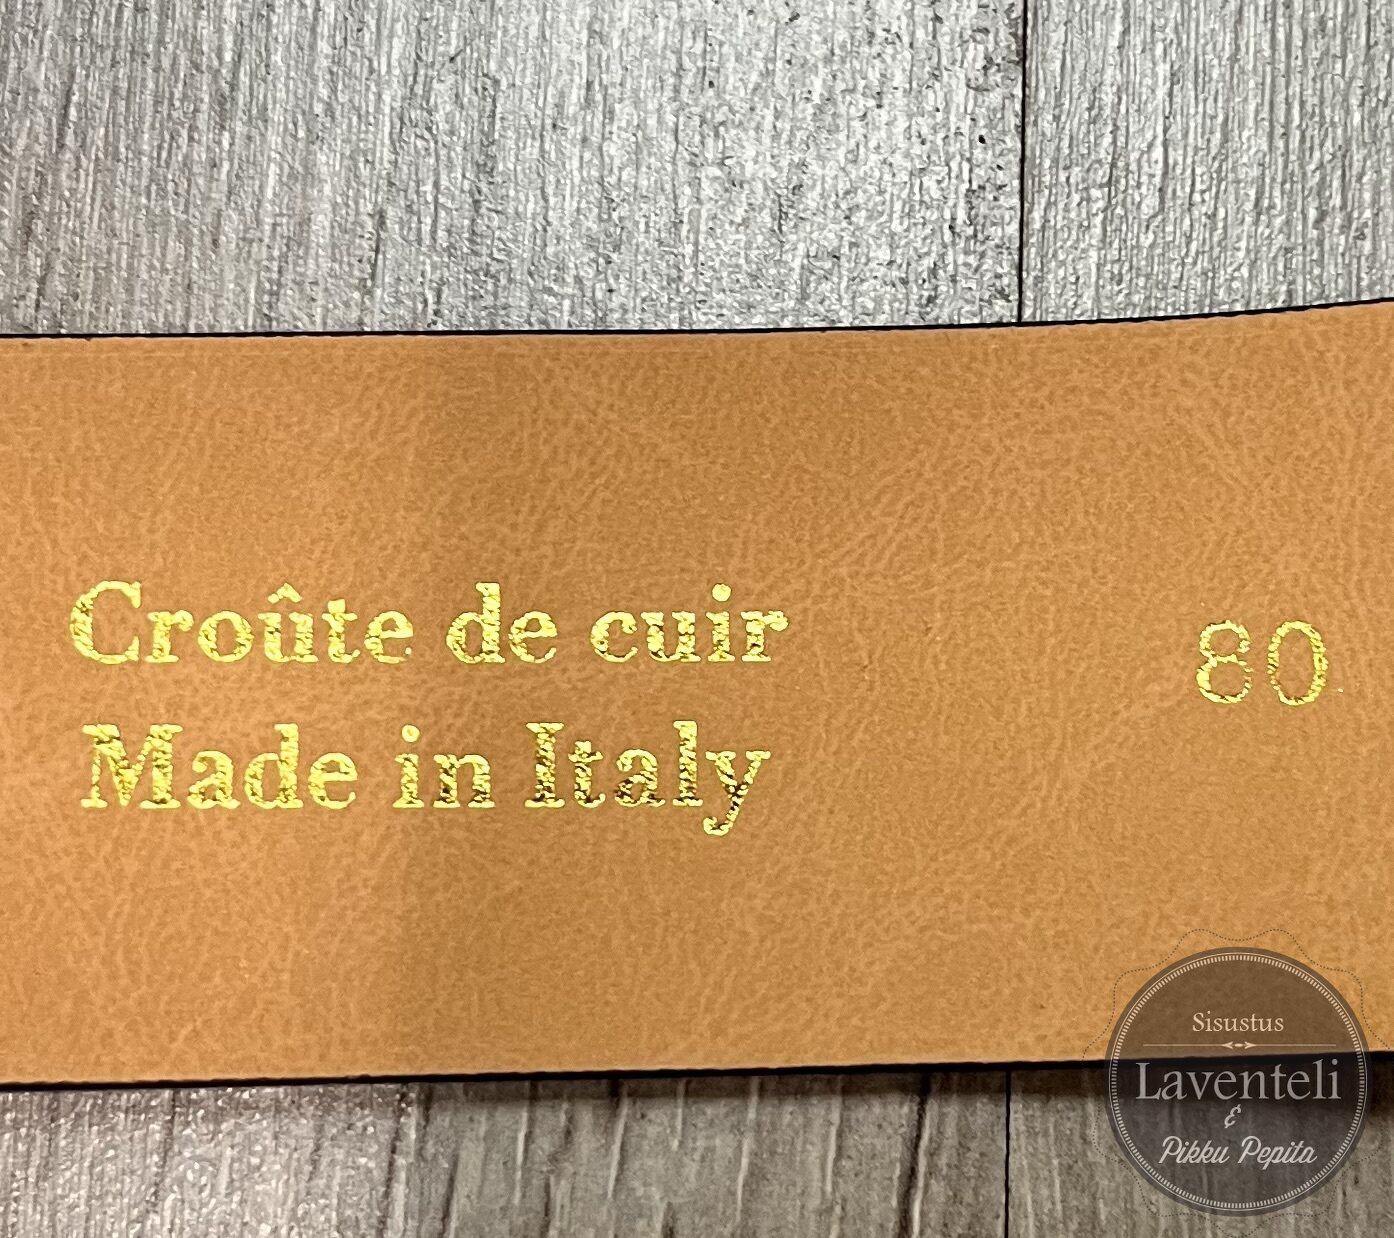 Croûte de cuir
Made in Italy
80
Sisustus
Laventeli
&
Pikku Pepita